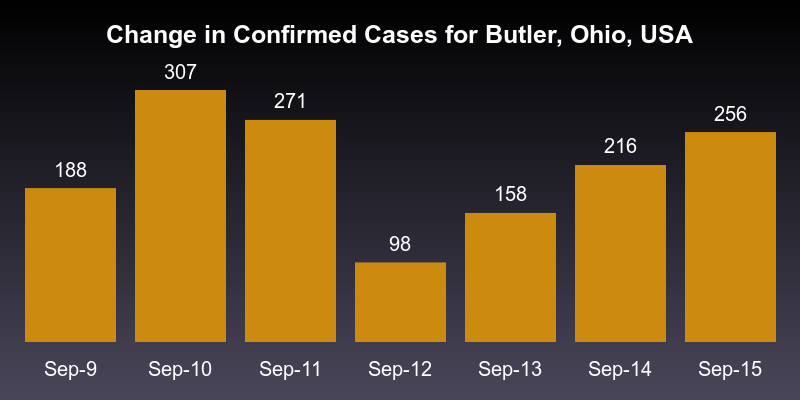 Change in Confirmed Cases for Butler, Ohio, USA
188
307
271
98
158
216
256
Sep-9
Sep-10
Sep-11
Sep-12
Sep-13
Sep-14
Sep-15